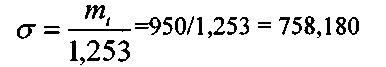 σ = m_t / 1,253 =950/1,253 = 758,180